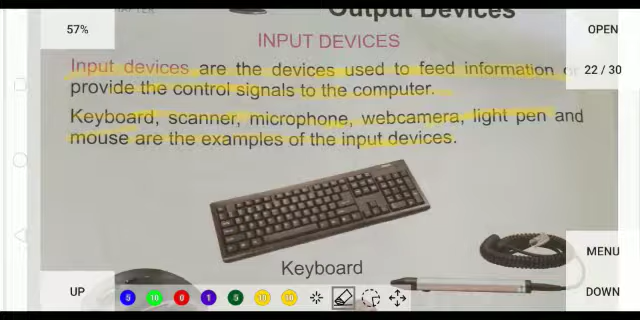 CHAPTER
Output Devices
57%
OPEN
INPUT DEVICES
Input devices are the devices used to feed information or
22 / 30
provide the control signals to the computer.
Keyboard, scanner, microphone, webcamera, light pen and
mouse are the examples of the input devices.
Keyboard
MENU
UP
DOWN
5 10 0 1 5